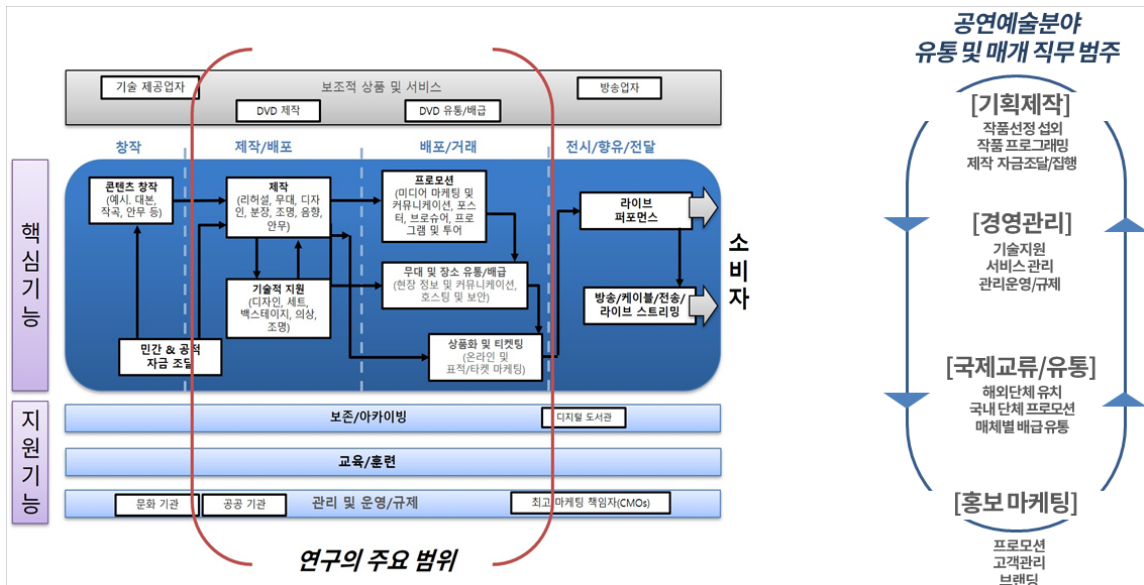 기술 제공업자
보조적 상품 및 서비스
방송업자
DVD 제작
DVD 유통/배급
창작
제작/배포
배포/거래
전시/향유/전달
핵심기능
콘텐츠 창작
(예시. 대본,
작곡, 안무 등)
제작
(리허설, 무대, 디자
인, 분장, 조명, 음향,
안무)
프로모션
(미디어 마케팅 및
커뮤니케이션, 포스
터, 브로슈어, 프로
그램 및 투어
라이브
퍼포먼스
기술적 지원
(디자인, 세트,
백스테이지, 의상,
조명)
무대 및 장소 유통/배급
(현장 정보 및 커뮤니케이션,
호스팅 및 보안)
방송/케이블/전송/
라이브 스트리밍
민간 & 공적
자금 조달
상품화 및 티켓팅
(온라인 및
표적/타켓 마케팅)
소비자
지원기능
보존/아카이빙
디지털 도서관
교육/훈련
문화 기관
공공 기관
관리 및 운영/규제
최고 마케팅 책임자(CMOs)
연구의 주요 범위
공연예술분야
유통 및 매개 직무 범주
[기획제작]
작품선정 섭외
작품 프로그래밍
제작 자금조달/집행
[경영관리]
기술지원
서비스 관리
관리운영/규제
[국제교류/유통]
해외단체 유치
국내 단체 프로모션
매체별 배급 유통
[홍보 마케팅]
프로모션
고객관리
브랜딩